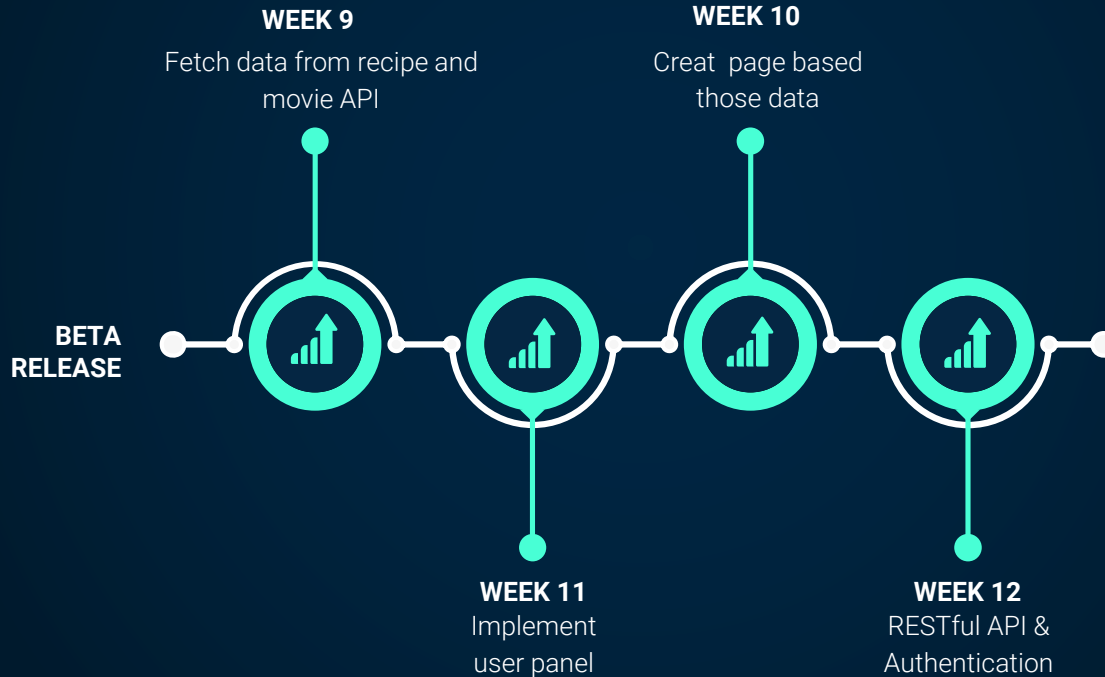 WEEK 9
Fetch data from recipe and
movie API
WEEK 10
Creat  page based
those data
BETA
RELEASE
WEEK 11
Implement
user panel
WEEK 12
RESTful API &
Authentication